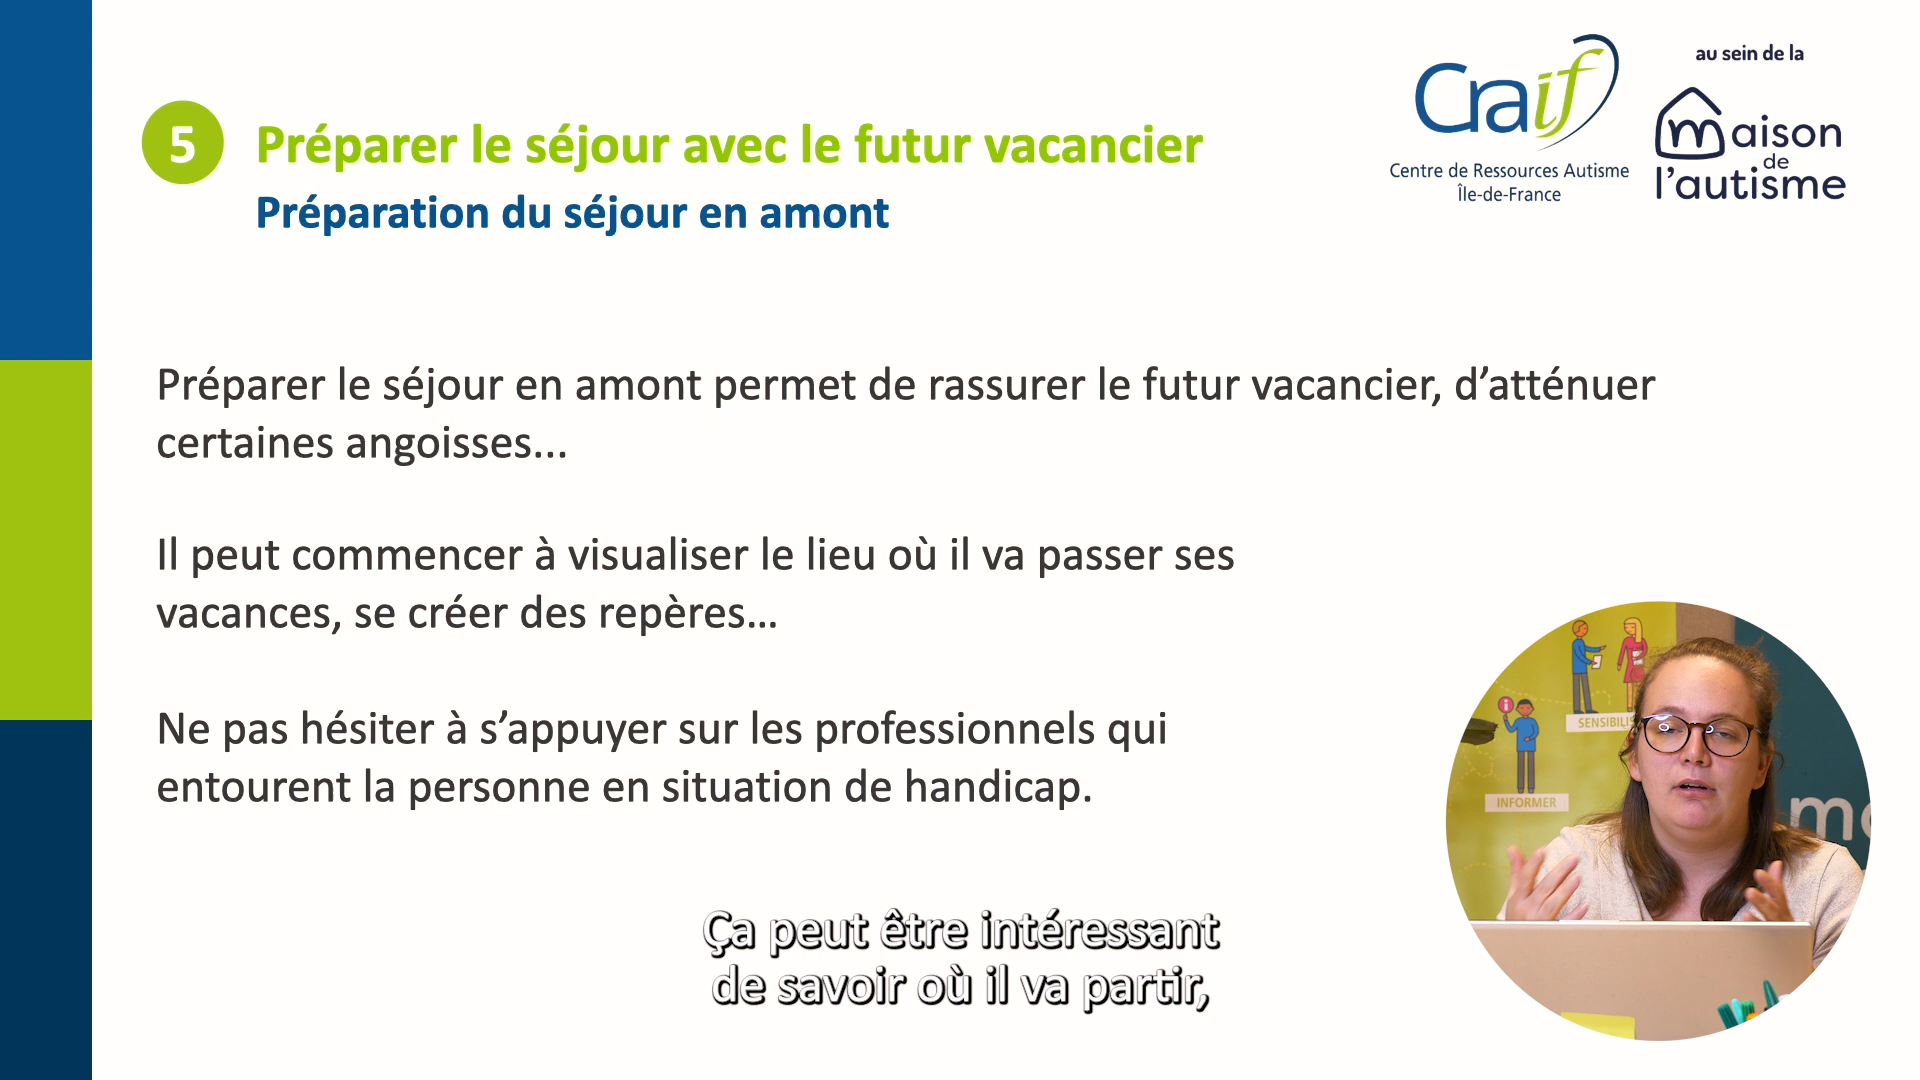 5 Préparer le séjour avec le futur vacancier
Préparation du séjour en amont
Craif
Centre de Ressources Autisme
Île-de-France
au sein de la
maison
de
l'autisme
Préparer le séjour en amont permet de rassurer le futur vacancier, d’atténuer
certaines angoisses...
Il peut commencer à visualiser le lieu où il va passer ses
vacances, se créer des repères…
Ne pas hésiter à s’appuyer sur les professionnels qui
entourent la personne en situation de handicap.
INFORMER
Ça peut être intéressant
de savoir où il va partir,